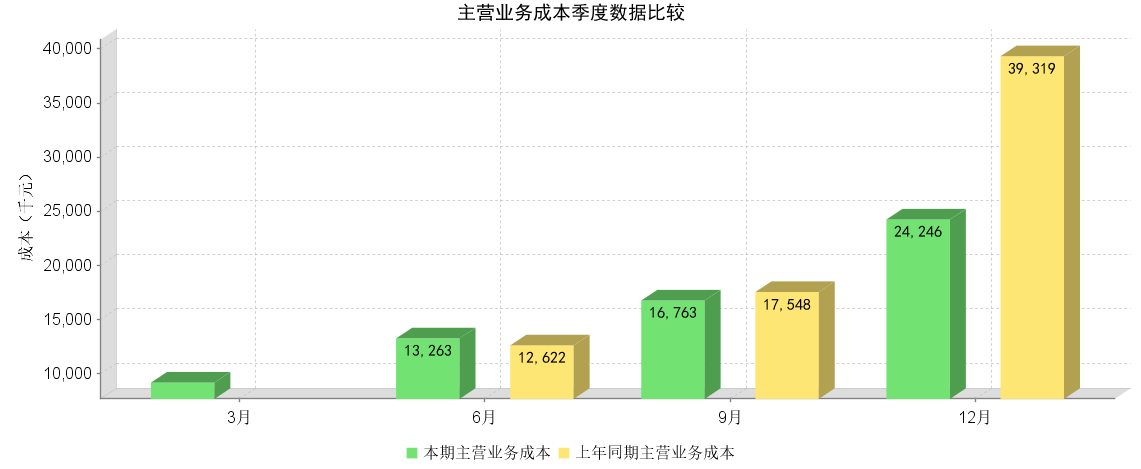 主营业务成本季度数据比较
40,000
35,000
30,000
25,000
20,000
15,000
10,000
成本（千元）
13,263
12,622
16,763
17,548
24,246
39,319
3月
6月
9月
12月
本期主营业务成本
上年同期主营业务成本